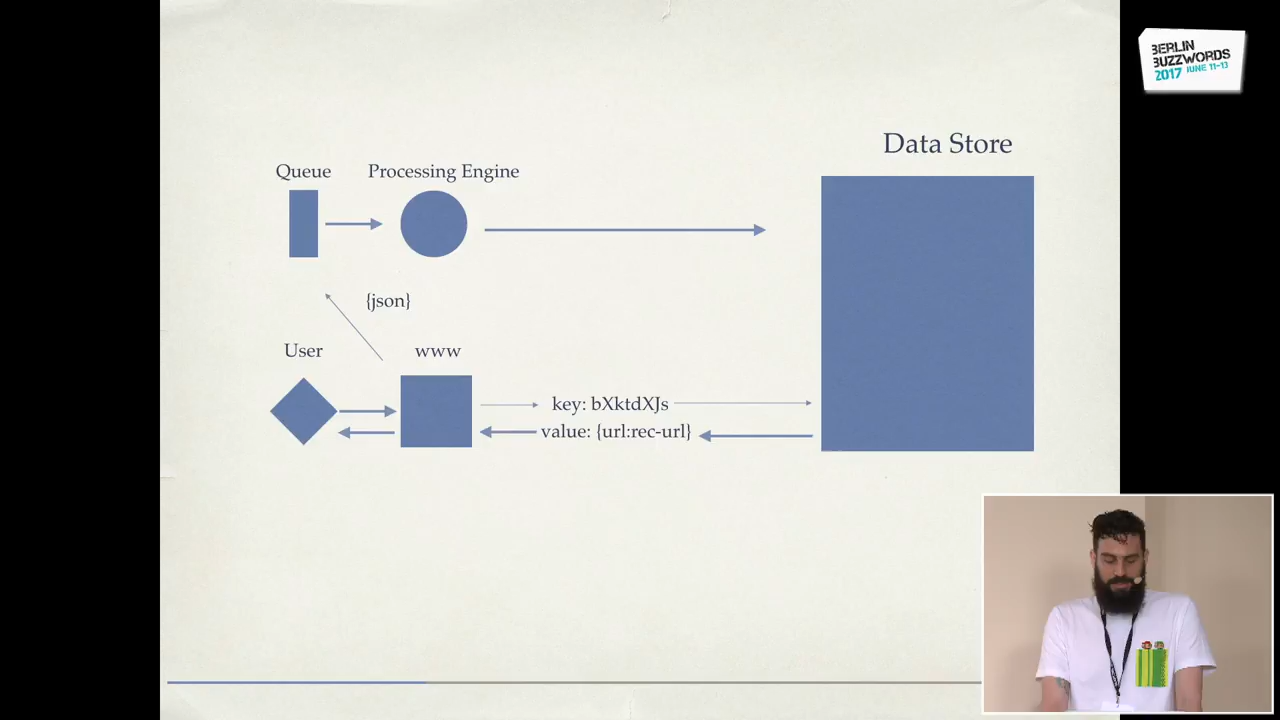 BERLIN
BUZZWORDS
2017 JUNE 11-13
Data Store
Queue
Processing Engine
{json}
User
www
key: bXktdXJs
value: {url:rec-url}